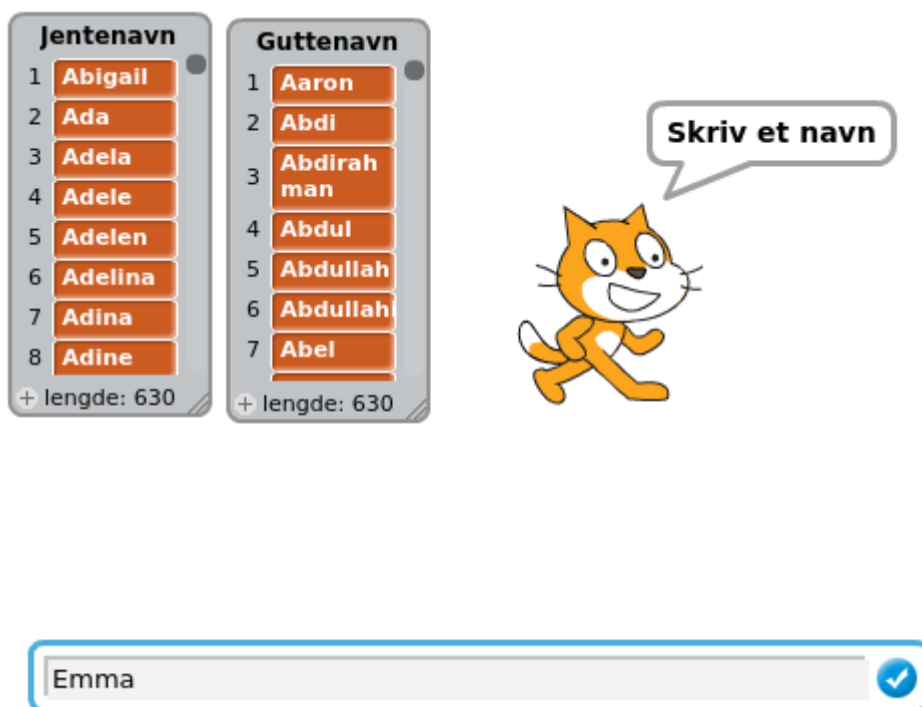 Jentenavn
1 Abigail
2 Ada
3 Adela
4 Adele
5 Adelen
6 Adelina
7 Adina
8 Adine
+ lengde: 630
Guttenavn
1 Aaron
2 Abdi
3 Abdirah
man
4 Abdul
5 Abdullah
6 Abdullahi
7 Abel
+ lengde: 630
Skriv et navn
Emma